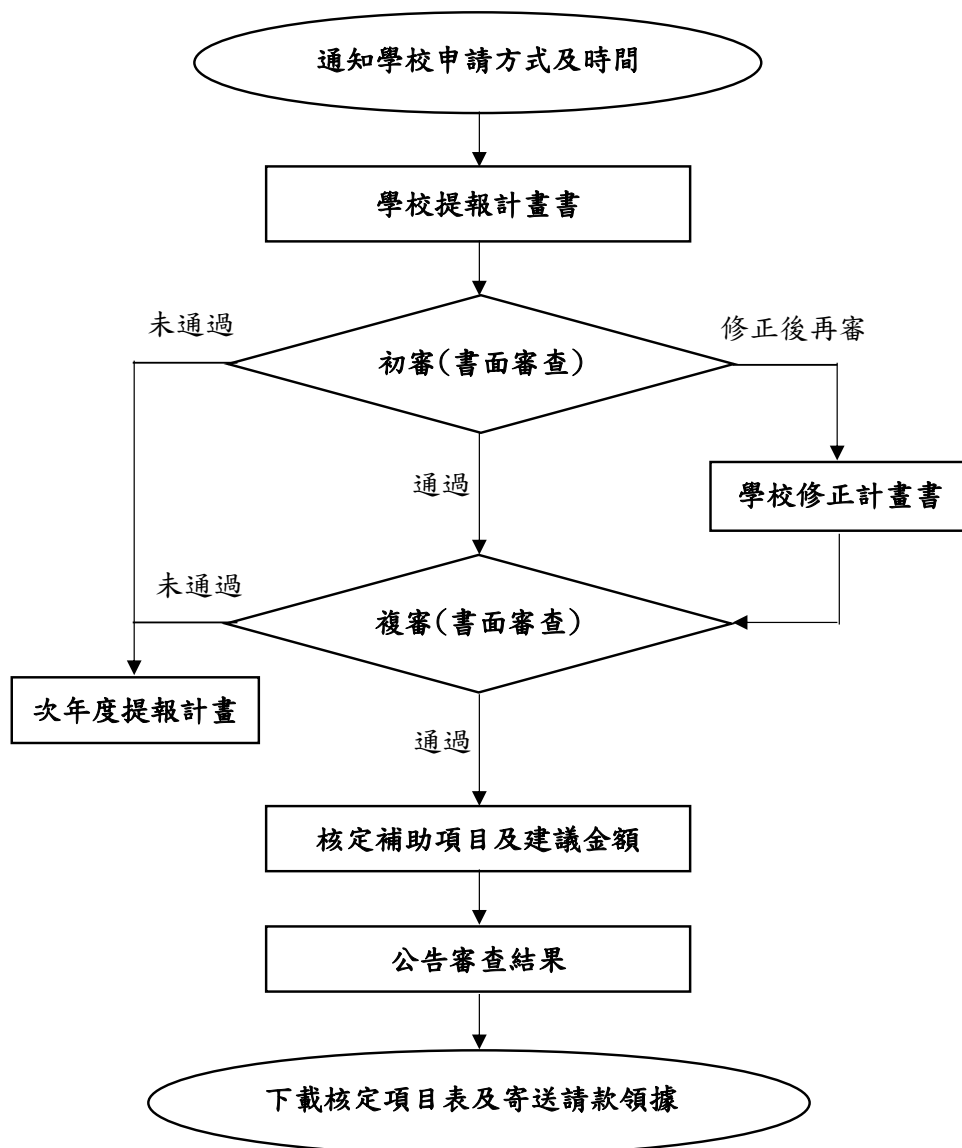 通知學校申請方式及時間
學校提報計畫書
未通過
修正後再審
初審(書面審查)
通過
學校修正計畫書
未通過
複審(書面審查)
次年度提報計畫
通過
核定補助項目及建議金額
公告審查結果
下載核定項目表及寄送請款領據